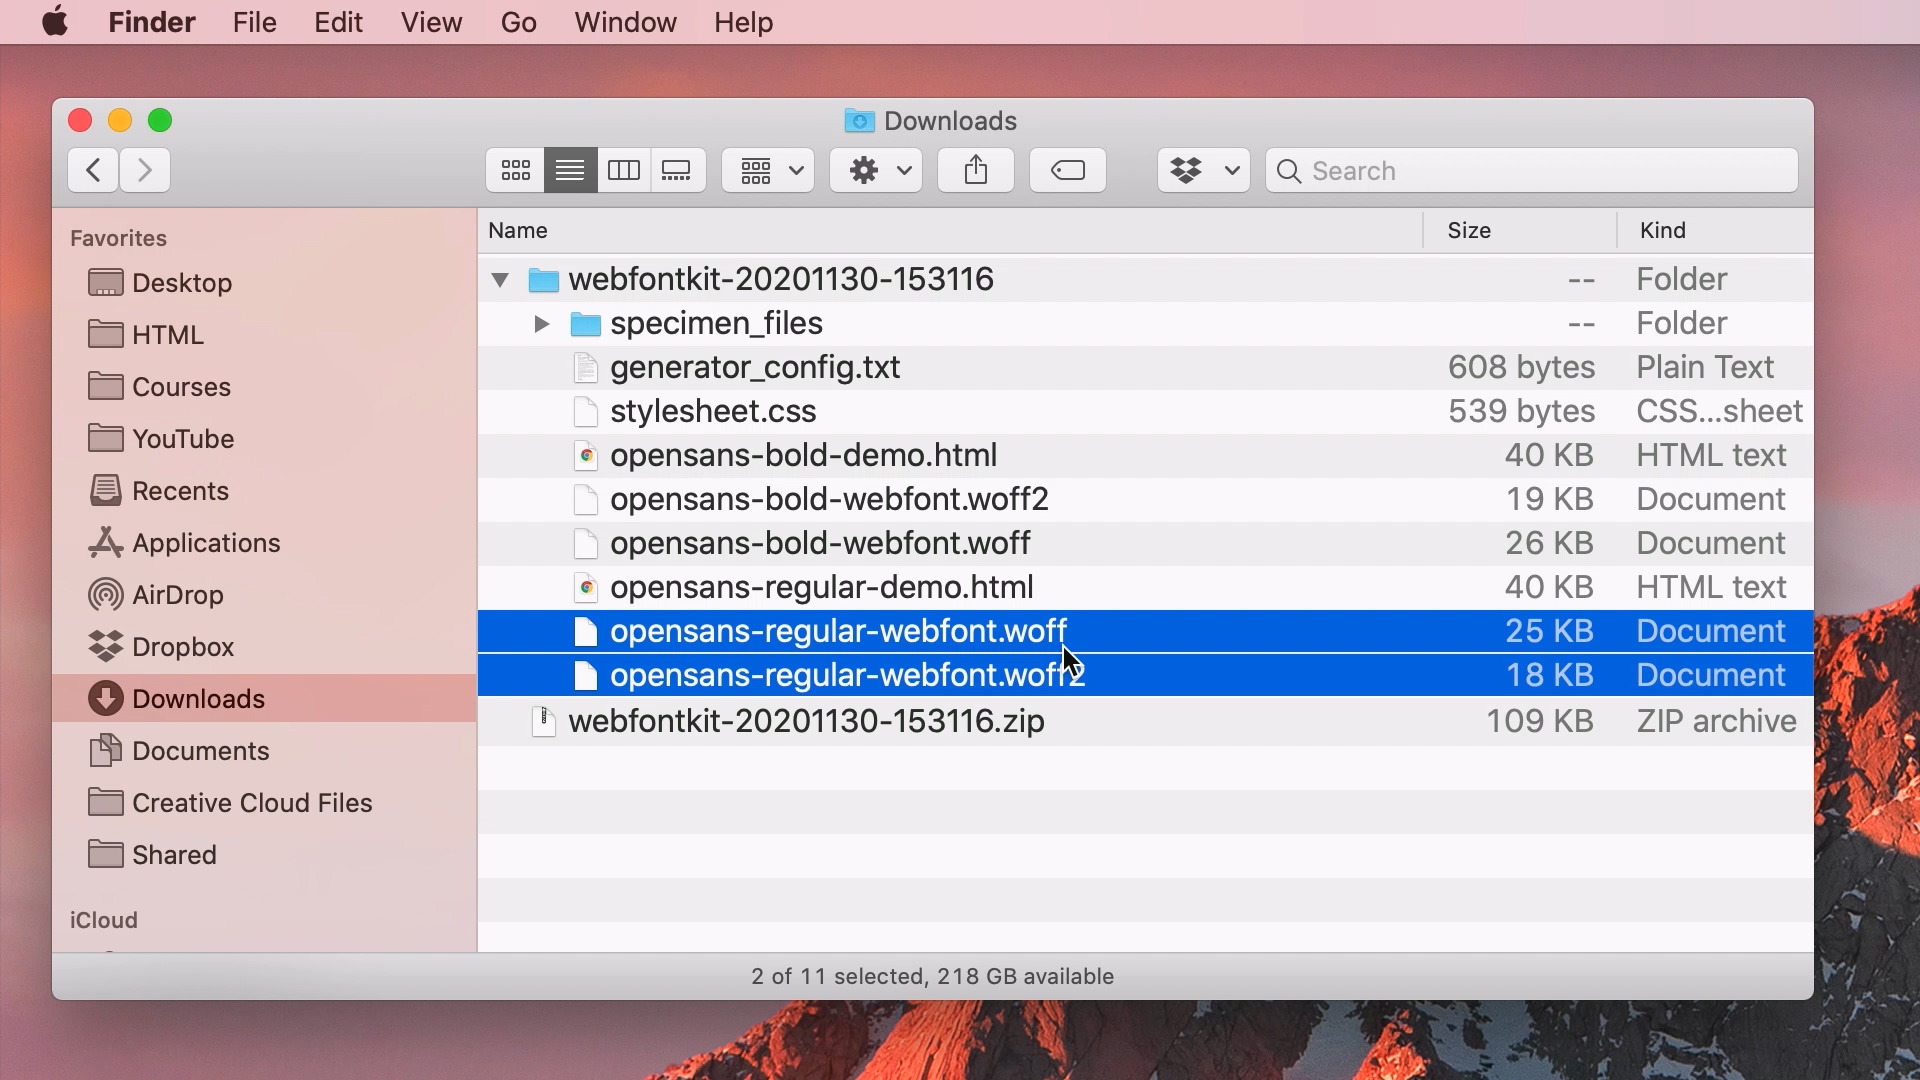 Finder File Edit View Go Window Help
Downloads
Search
Favorites
Desktop
HTML
Courses
YouTube
Recents
Applications
AirDrop
Dropbox
Downloads
Documents
Creative Cloud Files
Shared
iCloud
Name Size Kind
webfontkit-20201130-153116 -- Folder
specimen_files -- Folder
generator_config.txt 608 bytes Plain Text
stylesheet.css 539 bytes CSS...sheet
opensans-bold-demo.html 40 KB HTML text
opensans-bold-webfont.woff2 19 KB Document
opensans-bold-webfont.woff 26 KB Document
opensans-regular-demo.html 40 KB HTML text
opensans-regular-webfont.woff 25 KB Document
opensans-regular-webfont.woff2 18 KB Document
webfontkit-20201130-153116.zip 109 KB ZIP archive
2 of 11 selected, 218 GB available